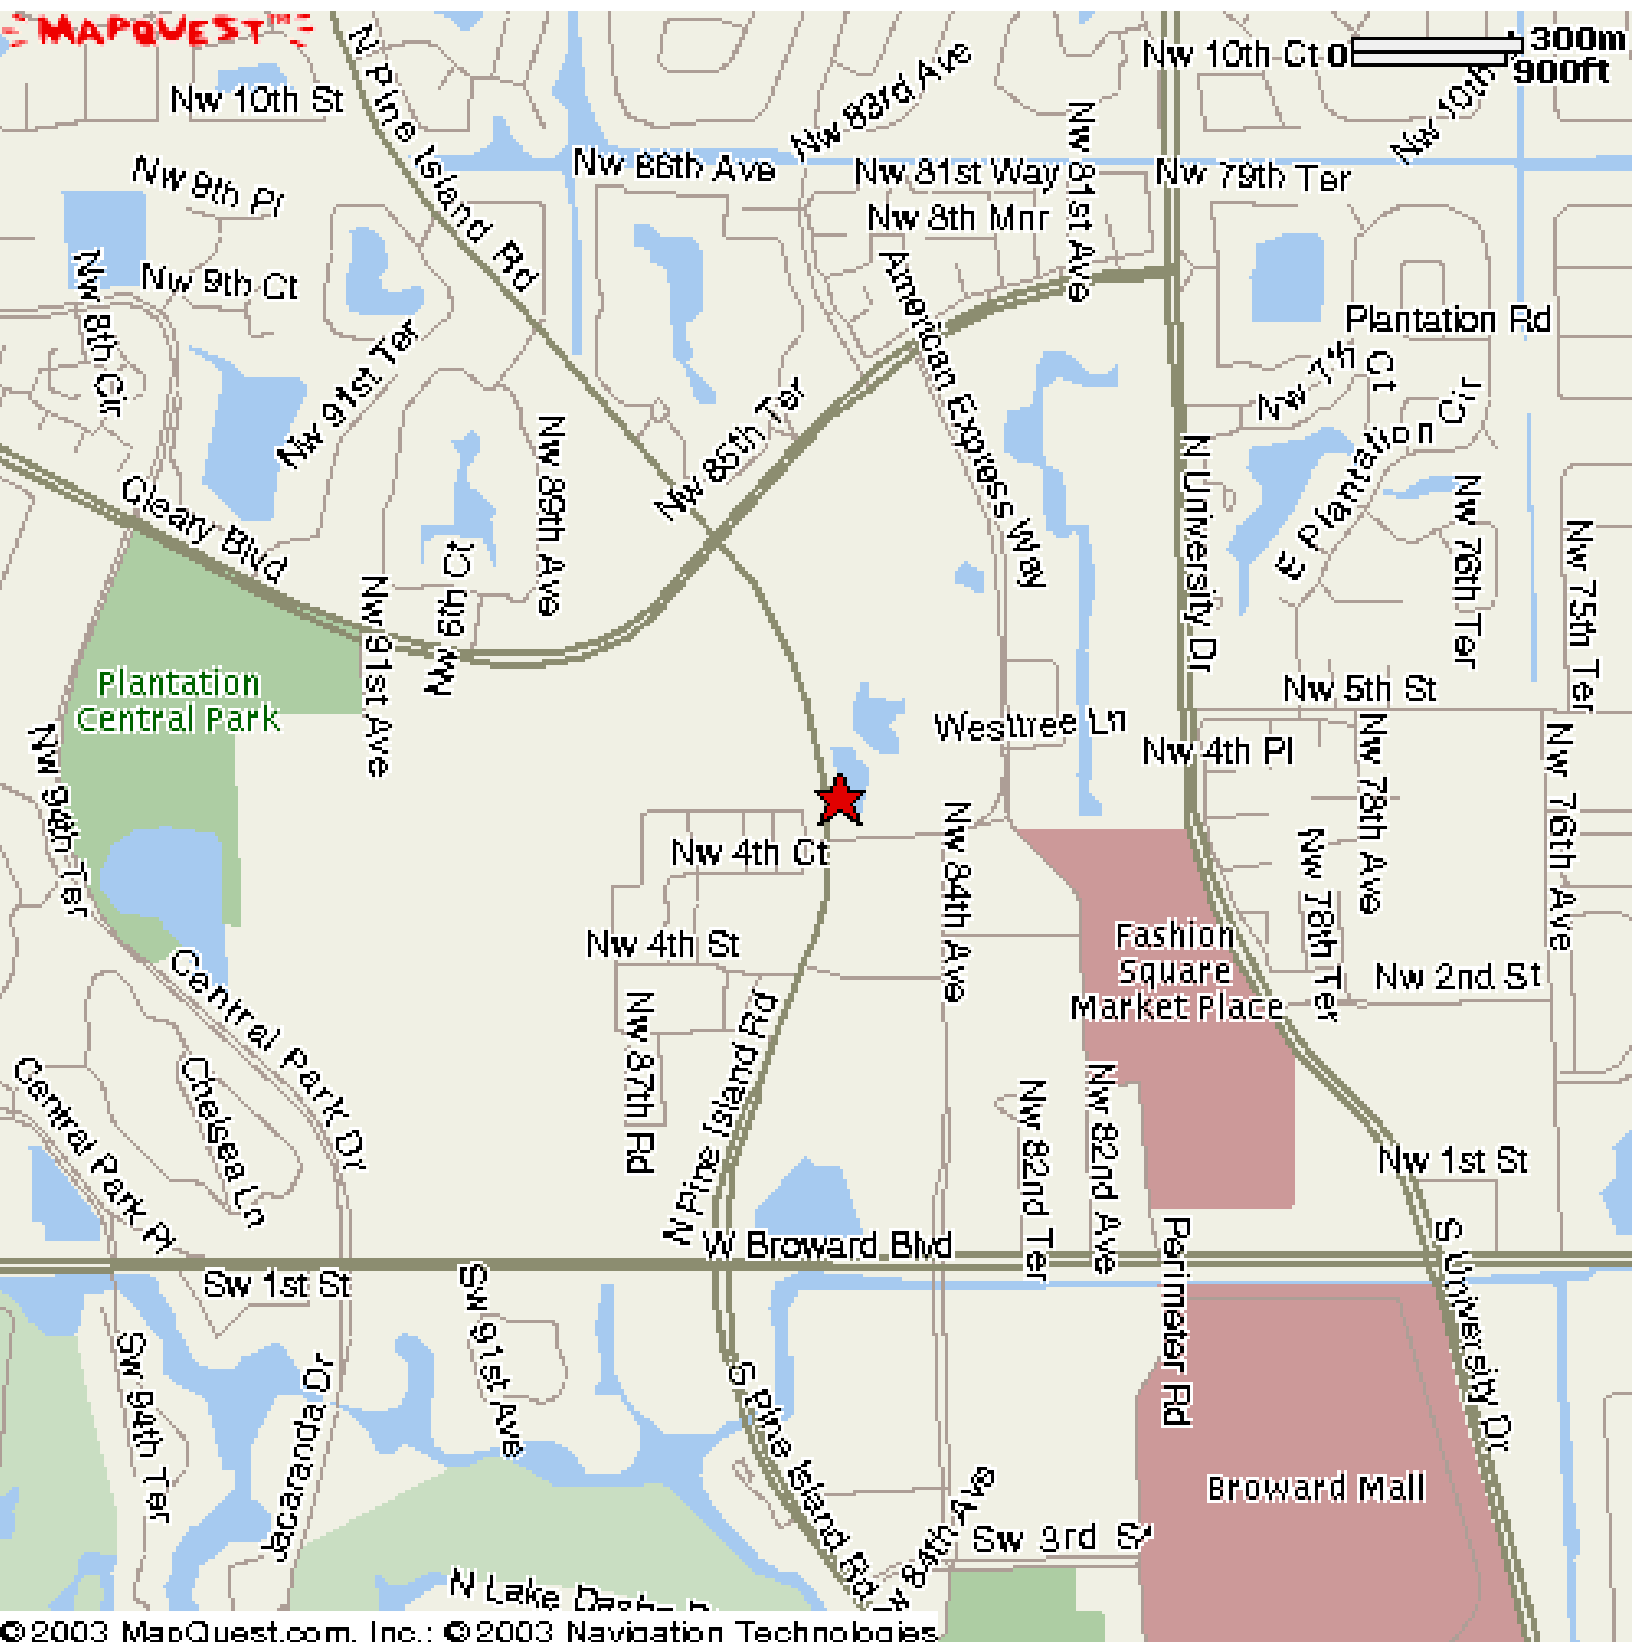 MAPQUEST™
300m
0
900ft
Nw 10th Ct
Nw 10th
Nw 10th St
N Pine Island Rd
Nw 83rd Ave
Nw 81st Ave
Nw 86th Ave
Nw 81st Way
Nw 79th Ter
Nw 9th Pl
Nw 8th Mnr
Nw 9th Ct
Nw 8th Cir
American Express Way
Plantation Rd
Nw 91st Ter
Nw 7th Ct
Nw 85th Ter
Plantation Cir
Nw 89th Ave
N University Dr
Cleary Blvd
Nw 76th Ter
Nw 75th Ter
Nw 6th Ct
Nw 91st Ave
Plantation
Central Park
Nw 5th St
Westtree Ln
Nw 4th Pl
Nw 94th Ter
Nw 78th Ave
Nw 76th Ave
Nw 4th Ct
Nw 84th Ave
Nw 78th Ter
Fashion
Square
Market Place
Nw 4th St
Nw 2nd St
Central Park Dr
Nw 87th Rd
N Pine Island Rd
Central Park Pl
Chelsea Ln
Nw 82nd Ter
Nw 82nd Ave
Nw 1st St
W Broward Blvd
Sw 1st St
Perimeter Rd
S University Dr
Sw 91st Ave
Sw 94th Ter
Jacaranda Dr
S Pine Island Rd
Broward Mall
84th Ave
Sw 3rd St
N Lake
©2003 MapQuest.com, Inc.; ©2003 Navigation Technologies